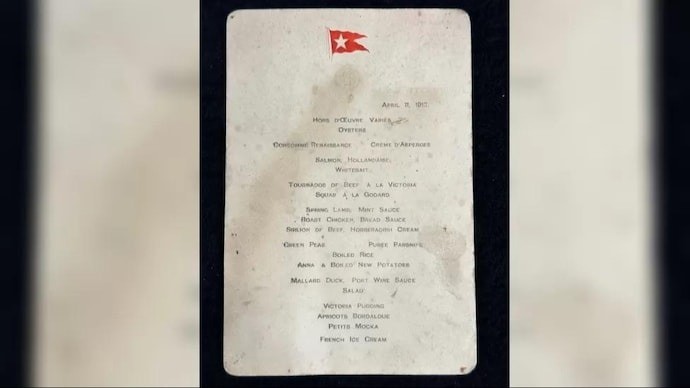 April 11, 1912.
Hors d'Œuvre Variés
Oysters
Consommé Renaissance Crème d'Asperges
Salmon, Hollandaise,
Whitebait
Tournados of Beef à la Victoria
Squab à la Godard
Spring Lamb, Mint Sauce
Roast Chicken, Bread Sauce
Sirloin of Beef, Horseradish Cream
Green Peas Purée Parsnips
Boiled Rice
Anna & Boiled New Potatoes
Mallard Duck, Port Wine Sauce
Salad
Victoria Pudding
Apricots Bordaloue
Petits Mocka
French Ice Cream